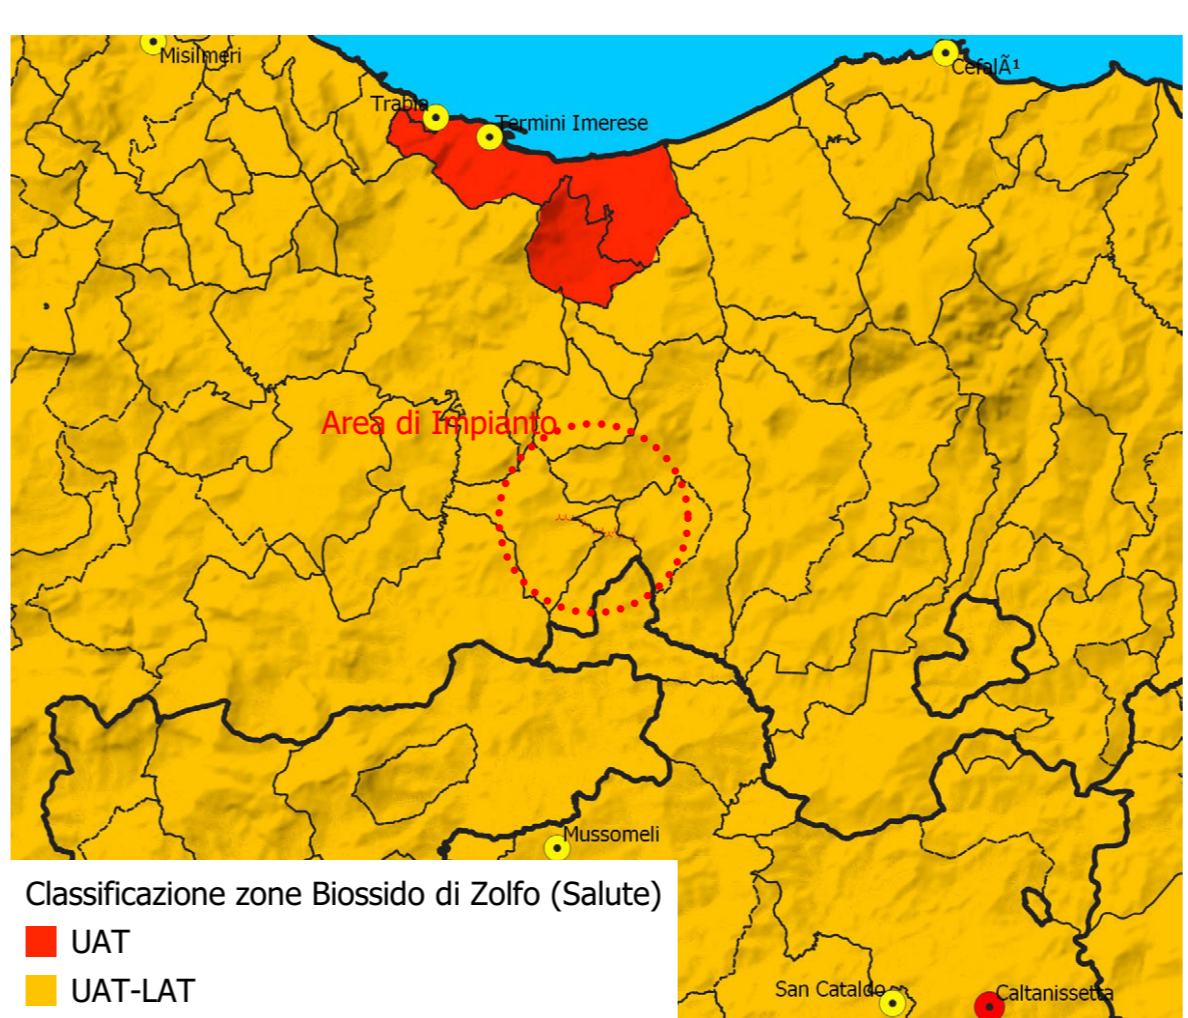 Misilmeri
CefalÃ¹
Trabia
Termini Imerese
Area di Impianto
Mussomeli
Classificazione zone Biossido di Zolfo (Salute)
UAT
UAT-LAT
San Cataldo
Caltanissetta